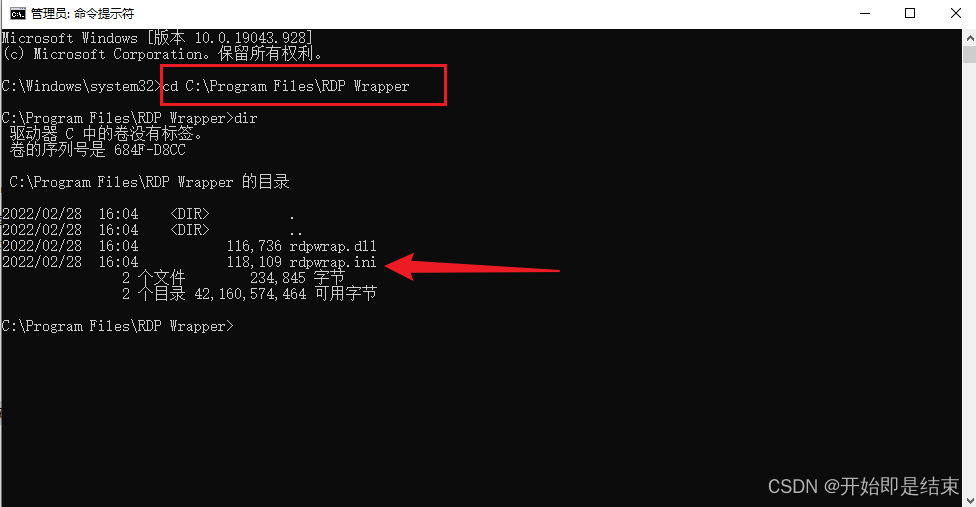 管理员: 命令提示符
Microsoft Windows [版本 10.0.19043.928]
(c) Microsoft Corporation。保留所有权利。
C:\Windows\system32>cd C:\Program Files\RDP Wrapper
C:\Program Files\RDP Wrapper>dir
驱动器 C 中的卷没有标签。
卷的序列号是 684F-D8CC
C:\Program Files\RDP Wrapper 的目录
2022/02/28  16:04    <DIR>          .
2022/02/28  16:04    <DIR>          ..
2022/02/28  16:04           116,736 rdpwrap.dll
2022/02/28  16:04           118,109 rdpwrap.ini
2 个文件        234,845 字节
2 个目录 42,160,574,464 可用字节
C:\Program Files\RDP Wrapper>
CSDN @开始即是结束